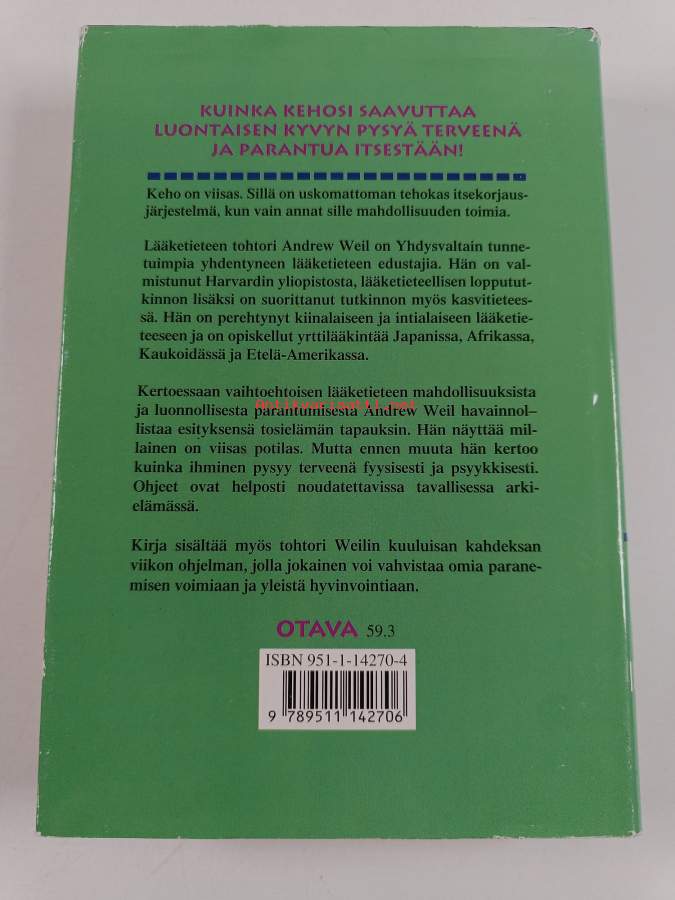 KUINKA KEHOSI SAAVUTTAA
LUONTAISEN KYVYN PYSYÄ TERVEENÄ
JA PARANTUA ITSESTÄÄN!
Keho on viisas. Sillä on uskomattoman tehokas itsekorjaus-
järjestelmä, kun vain annat sille mahdollisuuden toimia.
Lääketieteen tohtori Andrew Weil on Yhdysvaltain tunne-
tuimpia yhdentyneen lääketieteen edustajia. Hän on val-
mistunut Harvardin yliopistosta, lääketieteellisen loppututu-
kinnon lisäksi on suorittanut tutkinnon myös kasvitietees-
sä. Hän on perehtynyt kiinalaiseen ja intialaiseen lääketie-
teeseen ja on opiskellut yrttilääkintää Japanissa, Afrikassa,
Kaukoidässä ja Etelä-Amerikassa.
Kertoessaan vaihtoehtoisen lääketieteen mahdollisuuksista
Antikvariaatti.net
ja luonnollisesta parantumisesta Andrew Weil havainnol–
listaa esityksensä tosielämän tapauksin. Hän näyttää mil-
lainen on viisas potilas. Mutta ennen muuta hän kertoo
kuinka ihminen pysyy terveenä fyysisesti ja psyykkisesti.
Ohjeet ovat helposti noudatettavissa tavallisessa arki-
elämässä.
Kirja sisältää myös tohtori Weilin kuuluisan kahdeksan
viikon ohjelman, jolla jokainen voi vahvistaa omia parane-
misen voimiaan ja yleistä hyvinvointiaan.
OTAVA 59.3
ISBN 951-1-14270-4
9 789511 142706